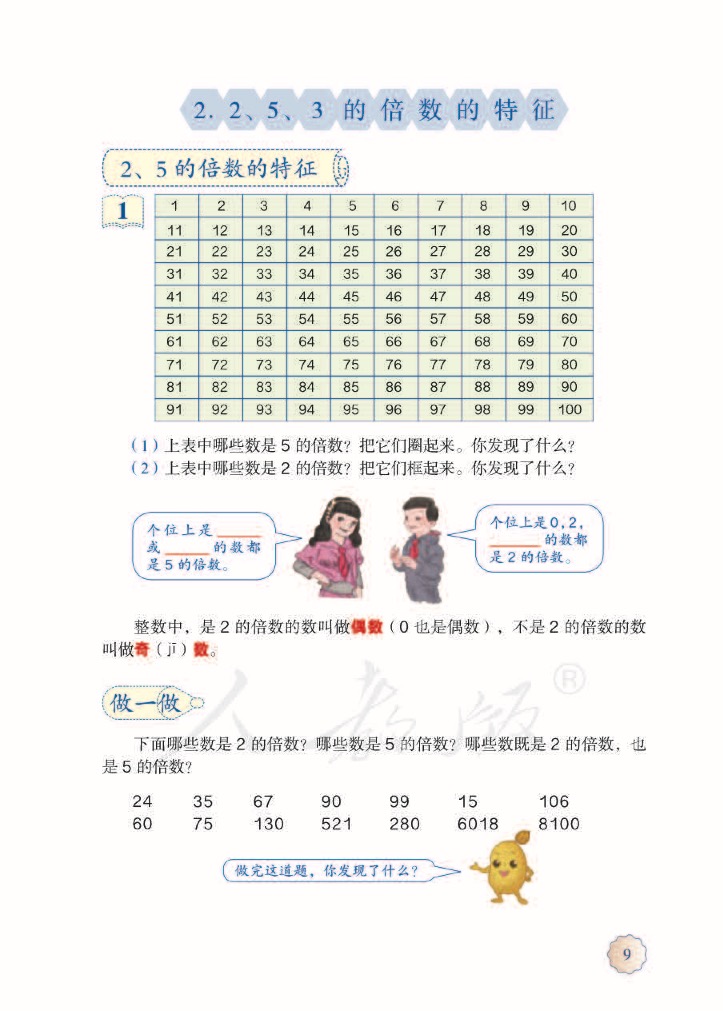 2. 2、5、3 的倍数的特征
2、5 的倍数的特征
1
1 2 3 4 5 6 7 8 9 10
11 12 13 14 15 16 17 18 19 20
21 22 23 24 25 26 27 28 29 30
31 32 33 34 35 36 37 38 39 40
41 42 43 44 45 46 47 48 49 50
51 52 53 54 55 56 57 58 59 60
61 62 63 64 65 66 67 68 69 70
71 72 73 74 75 76 77 78 79 80
81 82 83 84 85 86 87 88 89 90
91 92 93 94 95 96 97 98 99 100
(1) 上表中哪些数是 5 的倍数？把它们圈起来。你发现了什么？
(2) 上表中哪些数是 2 的倍数？把它们框起来。你发现了什么？
个位上是______
或______的数都
是 5 的倍数。
个位上是0，2，
______的数都
是 2 的倍数。
整数中，是 2 的倍数的数叫做偶数（0 也是偶数），不是 2 的倍数的数
叫做奇（jī）数。
人教版®
做一做
下面哪些数是 2 的倍数？哪些数是 5 的倍数？哪些数既是 2 的倍数，也
是 5 的倍数？
24 35 67 90 99 15 106
60 75 130 521 280 6018 8100
做完这道题，你发现了什么？
9